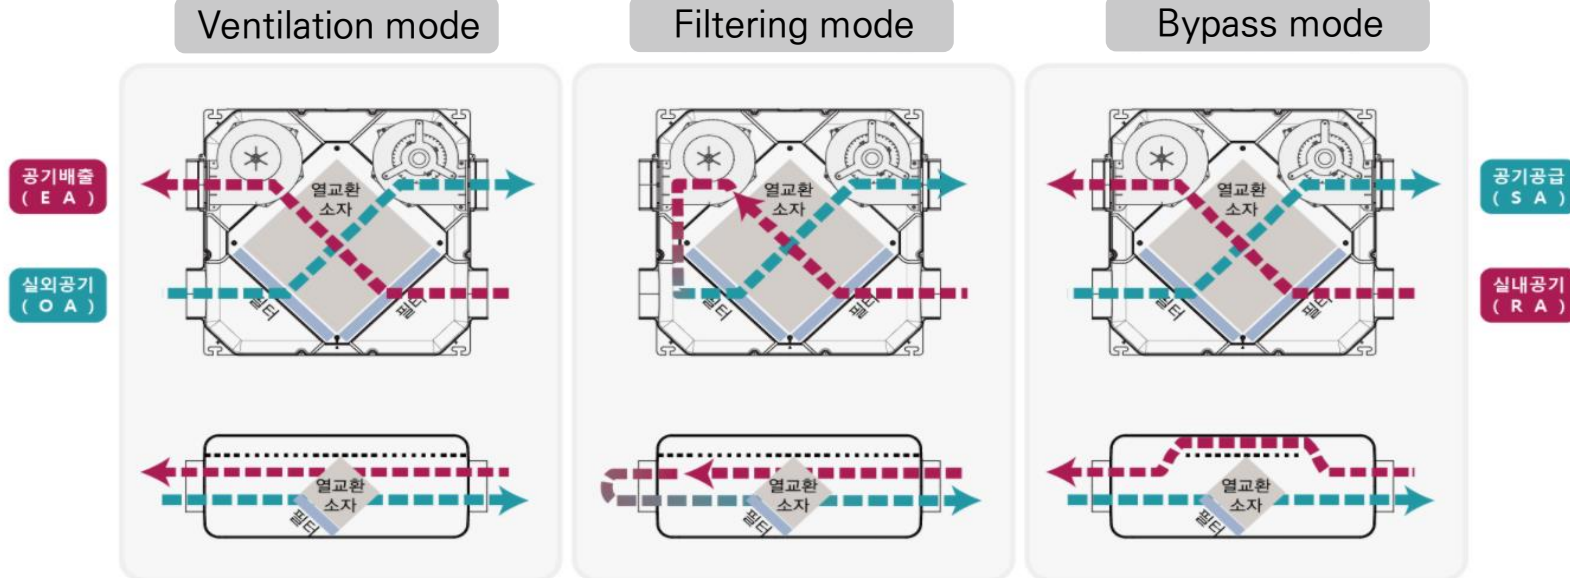 Ventilation mode
Filtering mode
Bypass mode
공기배출
( E A )
실외공기
( O A )
열교환
소자
필터
필터
열교환
소자
필터
열교환
소자
필터
필터
열교환
소자
필터
열교환
소자
필터
필터
열교환
소자
필터
공기공급
( S A )
실내공기
( R A )